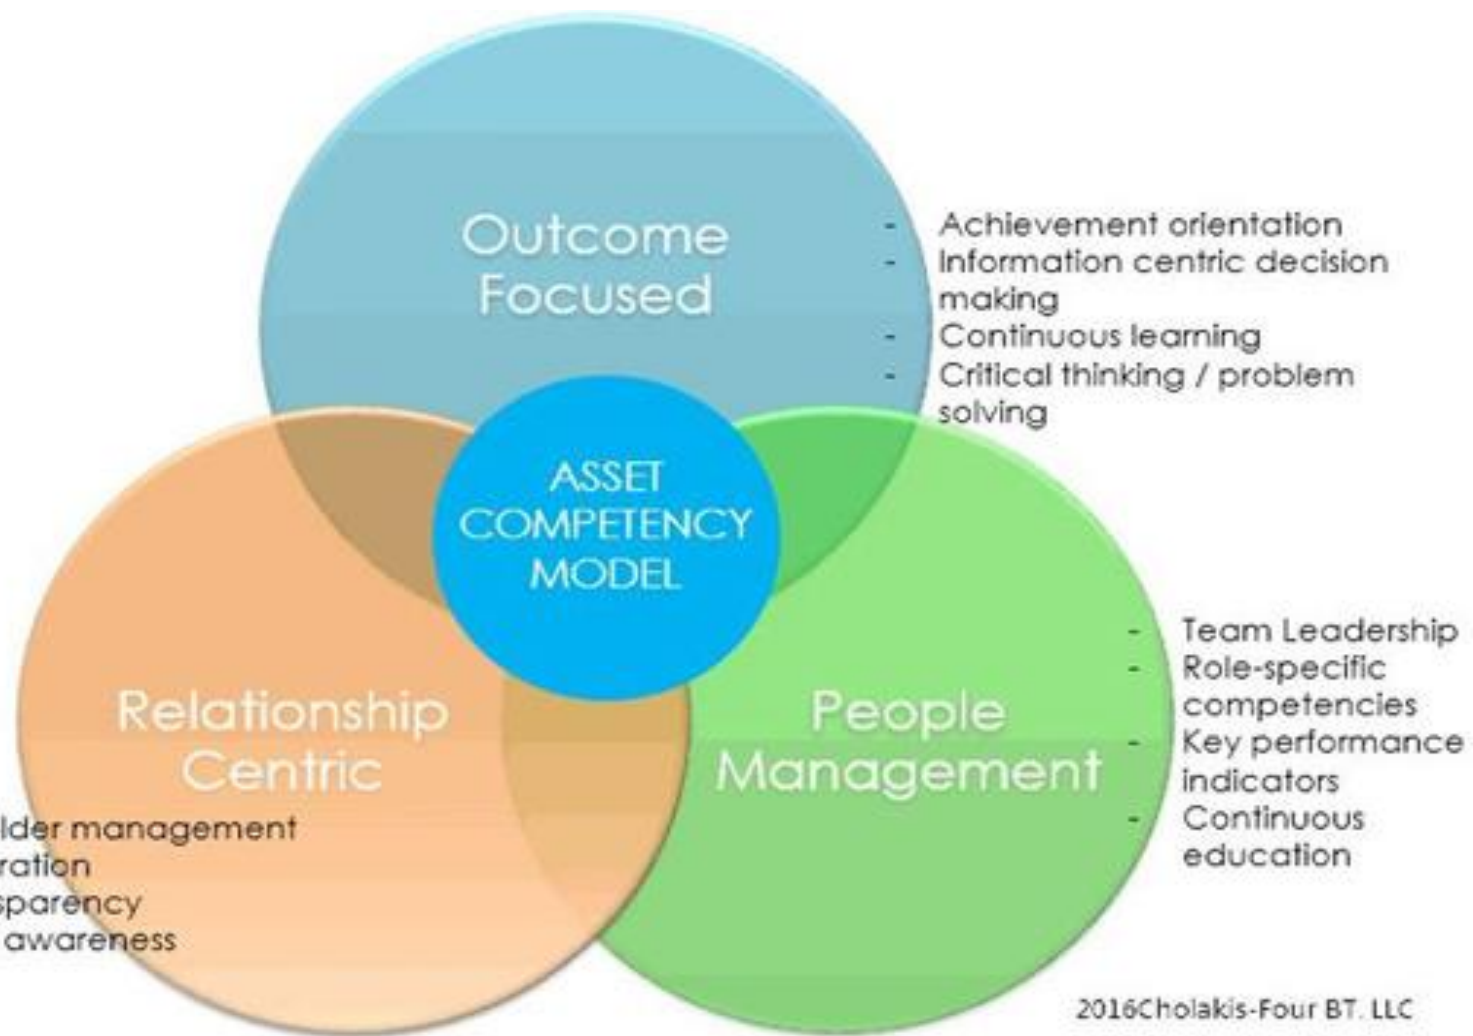 Outcome
Focused
- Achievement orientation
- Information centric decision
making
- Continuous learning
- Critical thinking / problem
solving
ASSET
COMPETENCY
MODEL
Relationship
Centric
lder management
ration
sparency
awareness
People
Management
- Team Leadership
- Role-specific
competencies
- Key performance
indicators
- Continuous
education
2016Cholakis-Four BT. LLC